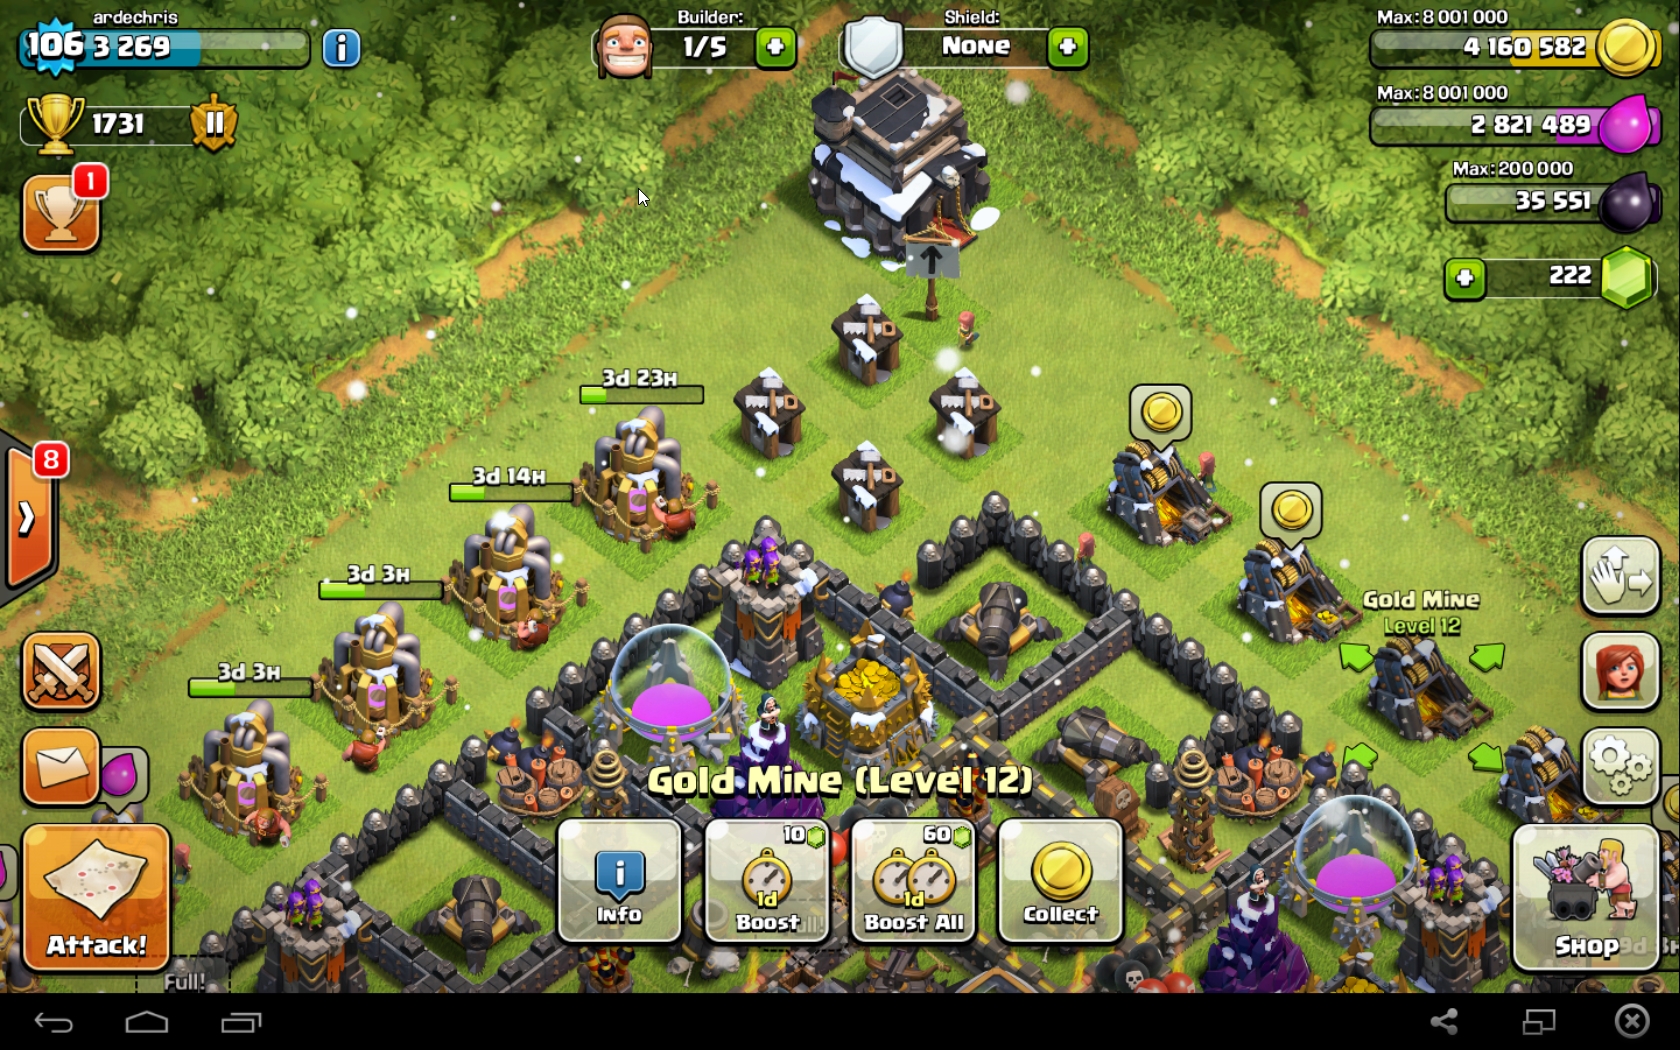 ardechris
106 3 269
Builder:
1/5
Shield:
None
Max: 8 001 000
4 160 582
Max: 8 001 000
2 821 489
Max: 200 000
35 551
222
1731
II
1
8
3d 23H
3d 14H
3d 3H
3d 3H
Gold Mine
Level 12
Gold Mine (Level 12)
Info
10
1d
Boost
60
1d
Boost All
Collect
Attack!
Full!
Shop